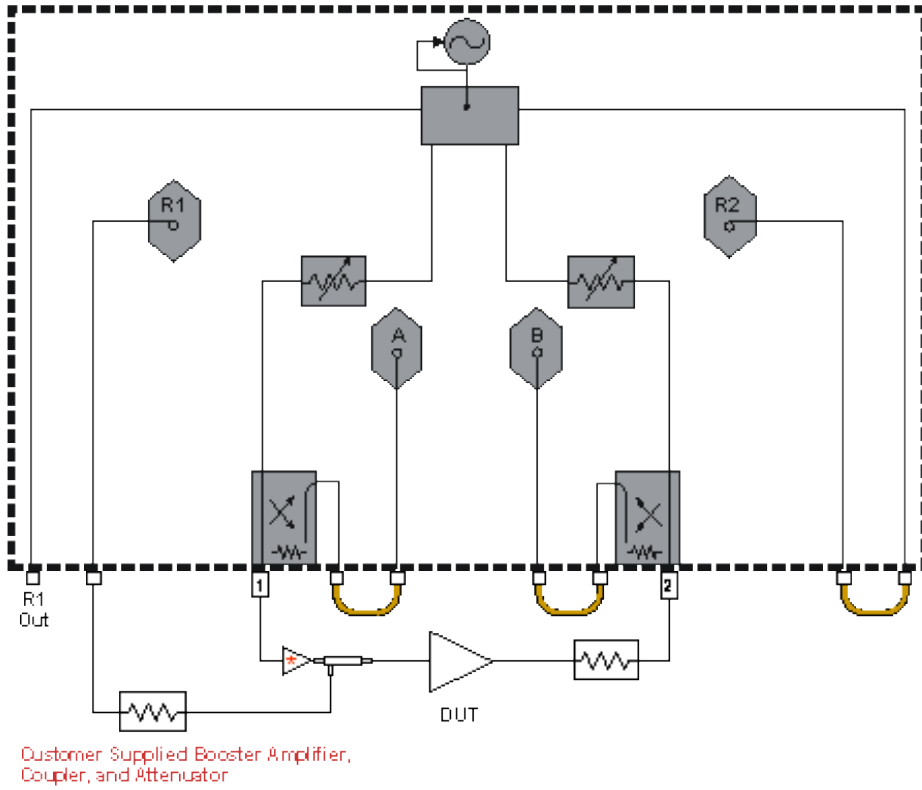 R1
R2
A
B
1
2
R1
Out
*
DUT
Customer Supplied Booster Amplifier,
Coupler, and Attenuator